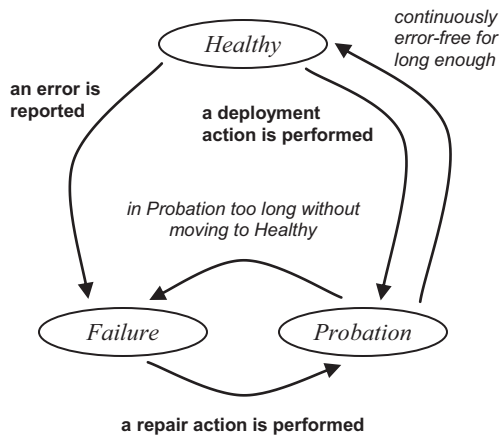 continuously
error-free for
long enough
Healthy
an error is
reported
a deployment
action is performed
in Probation too long without
moving to Healthy
Failure
Probation
a repair action is performed